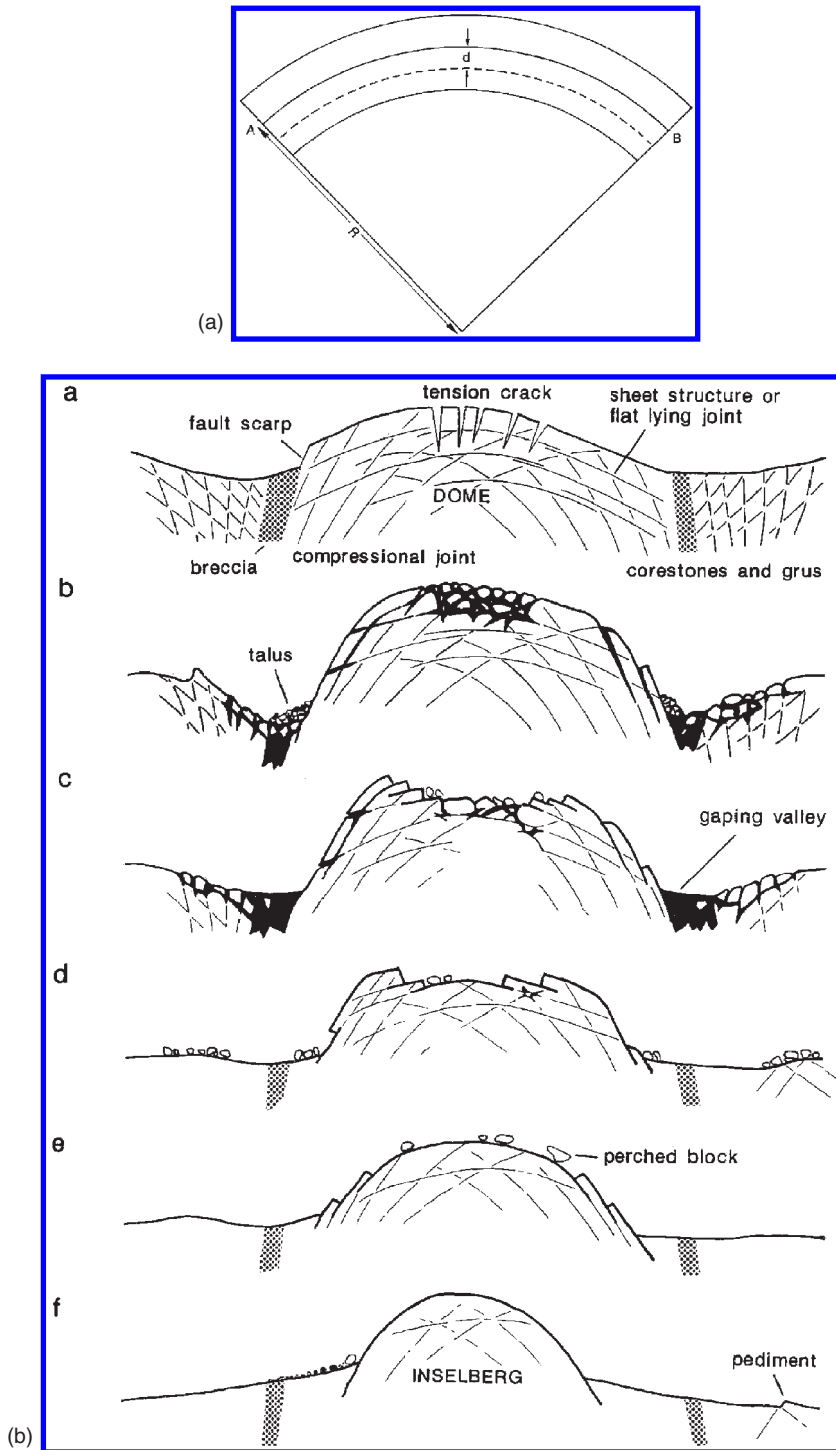 d
A
B
R
(a)
a
tension crack
sheet structure or
flat lying joint
fault scarp
DOME
breccia
compressional joint
corestones and grus
b
talus
c
gaping valley
d
e
perched block
f
INSELBERG
pediment
(b)